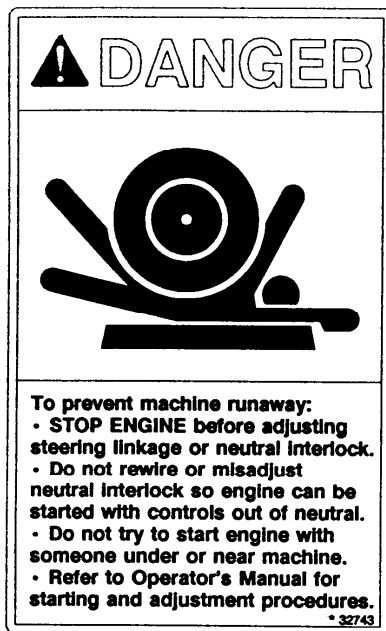 DANGER
To prevent machine runaway:
• STOP ENGINE before adjusting
steering linkage or neutral interlock.
• Do not rewire or misadjust
neutral interlock so engine can be
started with controls out of neutral.
• Do not try to start engine with
someone under or near machine.
• Refer to Operator's Manual for
starting and adjustment procedures.
* 32743